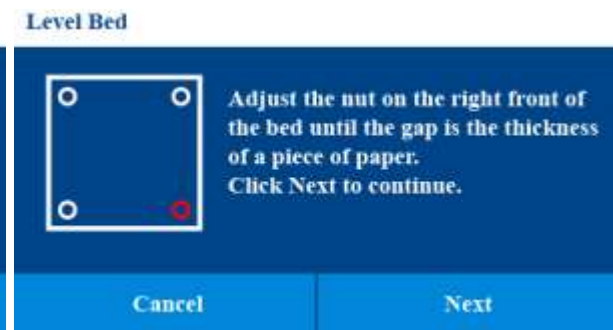 Level Bed
Adjust the nut on the right front of
the bed until the gap is the thickness
of a piece of paper.
Click Next to continue.
Cancel
Next